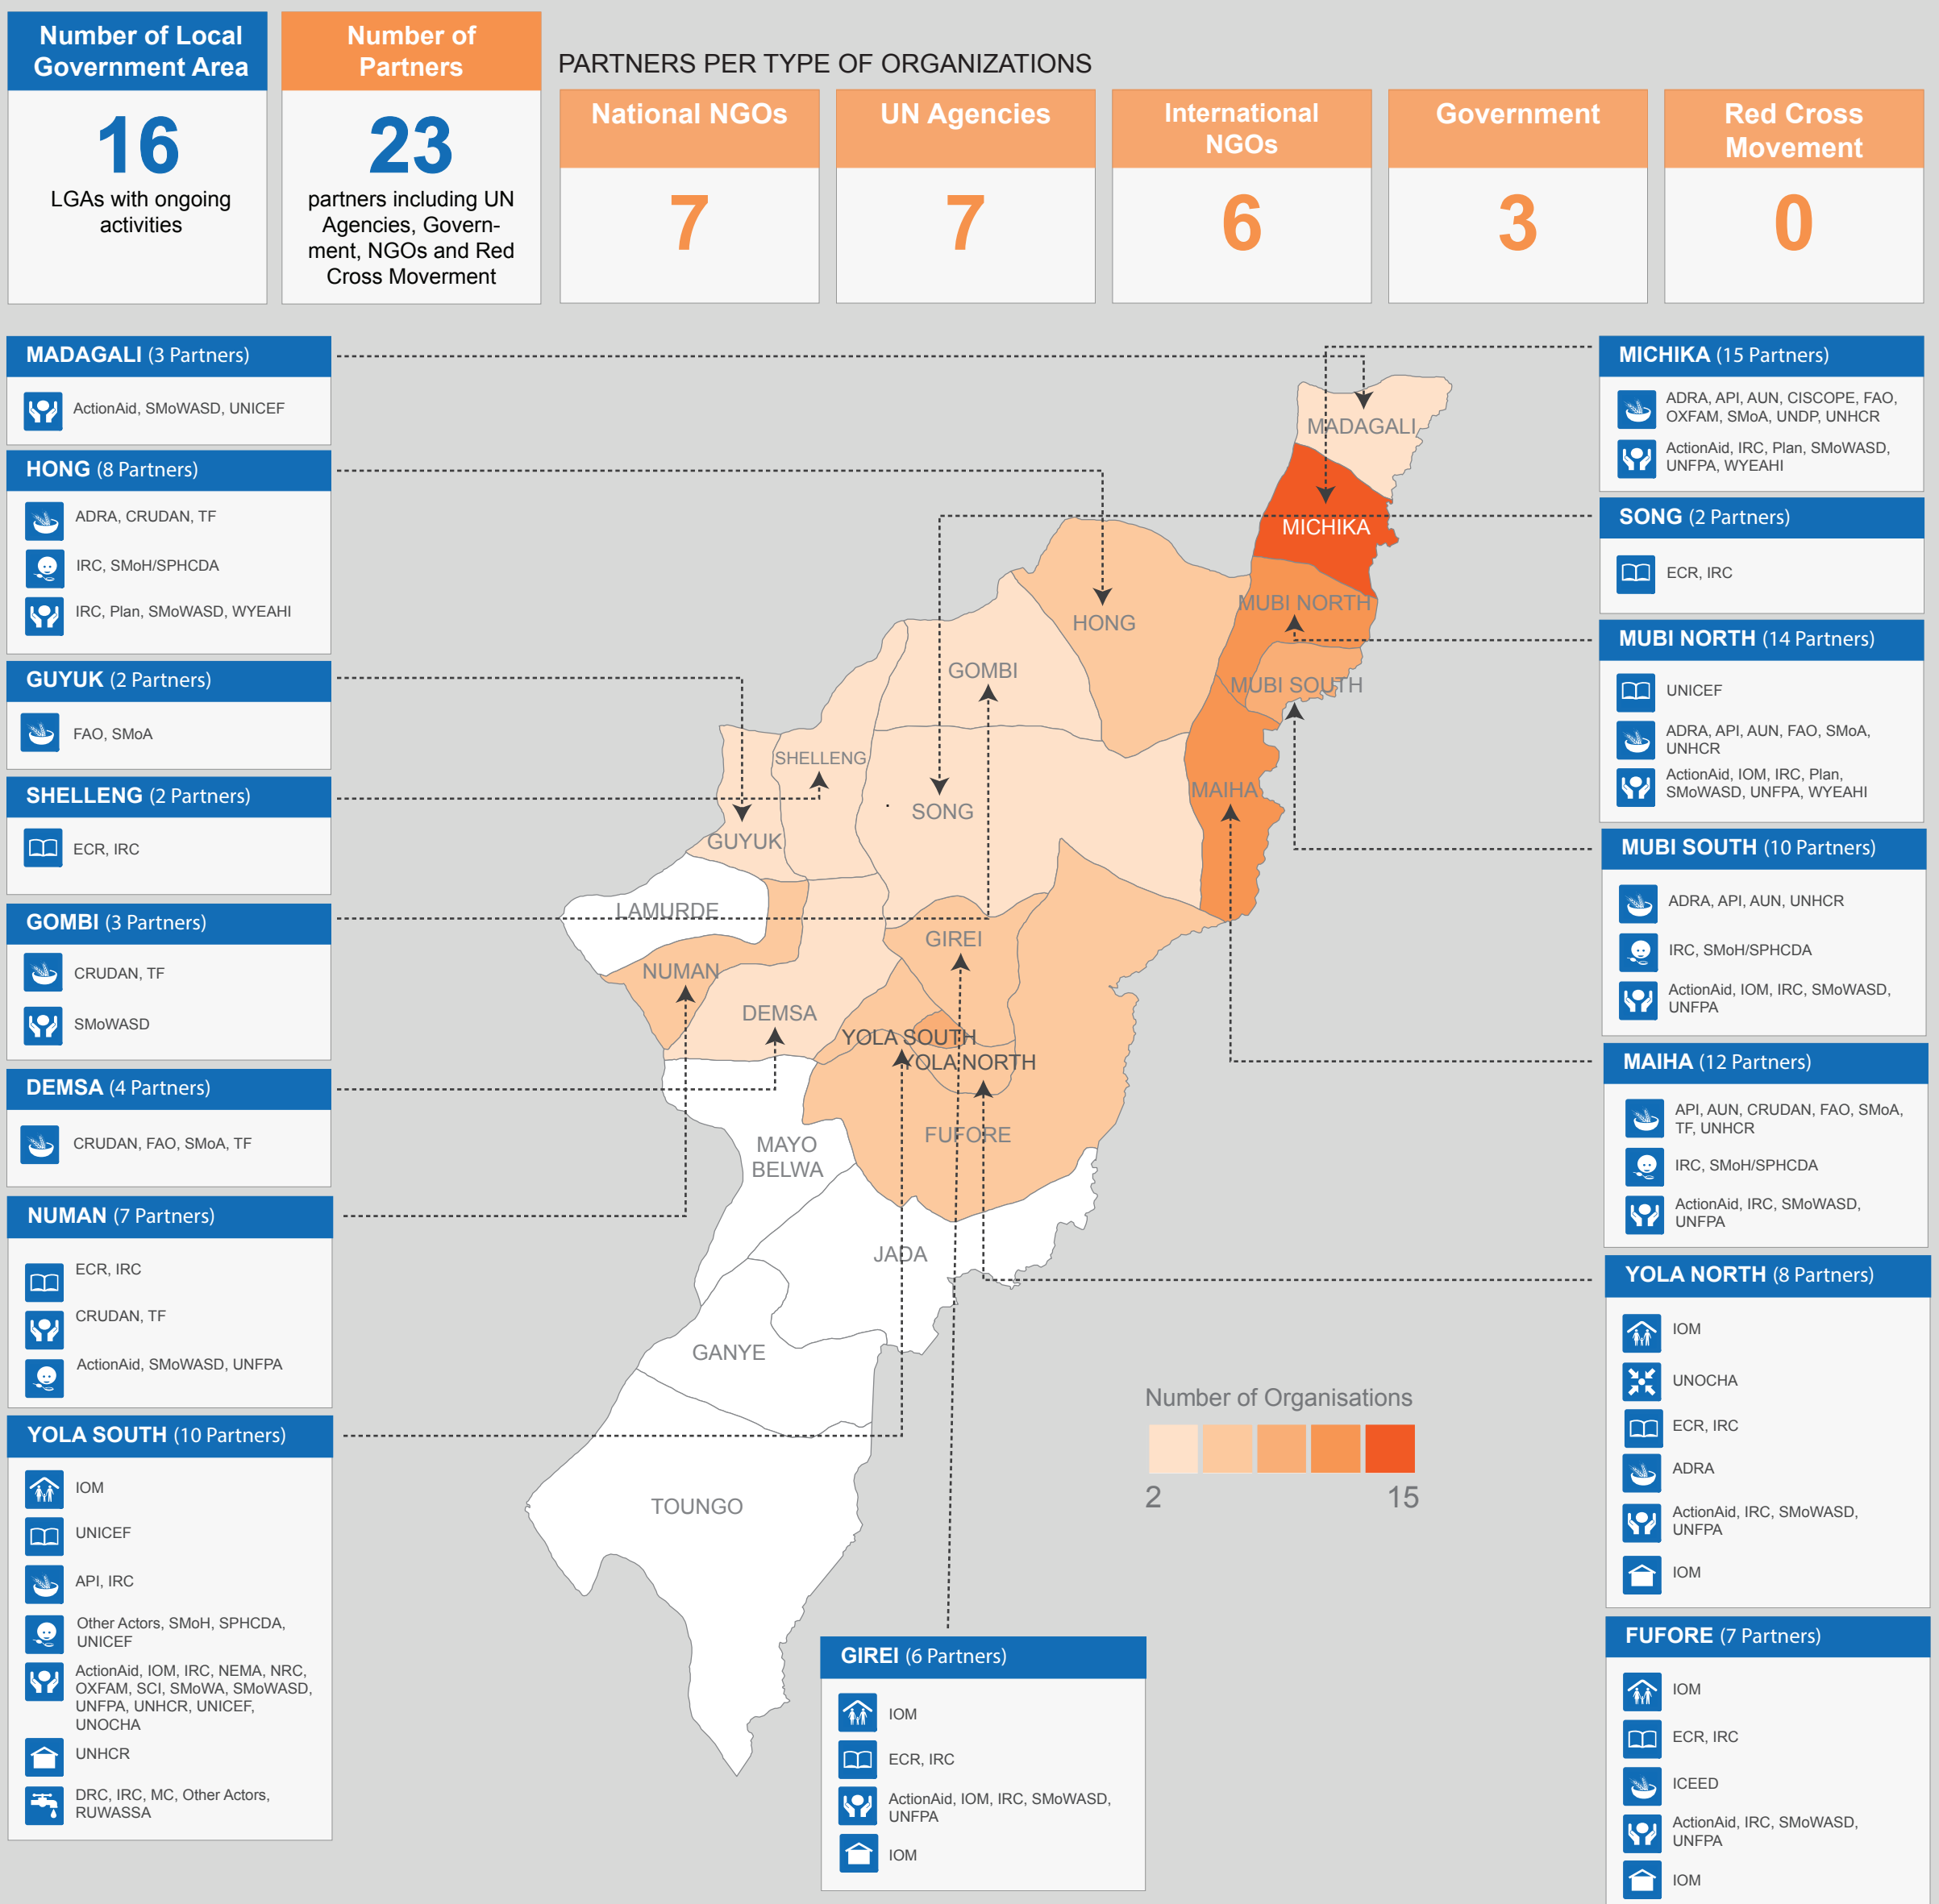 Number of Local
Government Area
16
LGAs with ongoing
activities
Number of
Partners
23
partners including UN
Agencies, Govern-
ment, NGOs and Red
Cross Moverment
PARTNERS PER TYPE OF ORGANIZATIONS
National NGOs
7
UN Agencies
7
International
NGOs
6
Government
3
Red Cross
Movement
0
MADAGALI (3 Partners)
ActionAid, SMoWASD, UNICEF
HONG (8 Partners)
ADRA, CRUDAN, TF
IRC, SMoH/SPHCDA
IRC, Plan, SMoWASD, WYEAHI
GUYUK (2 Partners)
FAO, SMoA
SHELLENG (2 Partners)
ECR, IRC
GOMBI (3 Partners)
CRUDAN, TF
SMoWASD
DEMSA (4 Partners)
CRUDAN, FAO, SMoA, TF
NUMAN (7 Partners)
ECR, IRC
CRUDAN, TF
ActionAid, SMoWASD, UNFPA
YOLA SOUTH (10 Partners)
IOM
UNICEF
API, IRC
Other Actors, SMoH, SPHCDA,
UNICEF
ActionAid, IOM, IRC, NEMA, NRC,
OXFAM, SCI, SMoWA, SMoWASD,
UNFPA, UNHCR, UNICEF,
UNOCHA
UNHCR
DRC, IRC, MC, Other Actors,
RUWASSA
MADAGALI
MICHIKA
MUBI NORTH
HONG
GOMBI
MUBI SOUTH
SHELLENG
MAIHA
SONG
GUYUK
LAMURDE
GIREI
NUMAN
DEMSA
YOLA SOUTH
YOLA NORTH
FUFORE
MAYO
BELWA
JADA
GANYE
TOUNGO
Number of Organisations
2
15
GIREI (6 Partners)
IOM
ECR, IRC
ActionAid, IOM, IRC, SMoWASD,
UNFPA
IOM
MICHIKA (15 Partners)
ADRA, API, AUN, CISCOPE, FAO,
OXFAM, SMoA, UNDP, UNHCR
ActionAid, IRC, Plan, SMoWASD,
UNFPA, WYEAHI
SONG (2 Partners)
ECR, IRC
MUBI NORTH (14 Partners)
UNICEF
ADRA, API, AUN, FAO, SMoA,
UNHCR
ActionAid, IOM, IRC, Plan,
SMoWASD, UNFPA, WYEAHI
MUBI SOUTH (10 Partners)
ADRA, API, AUN, UNHCR
IRC, SMoH/SPHCDA
ActionAid, IOM, IRC, SMoWASD,
UNFPA
MAIHA (12 Partners)
API, AUN, CRUDAN, FAO, SMoA,
TF, UNHCR
IRC, SMoH/SPHCDA
ActionAid, IRC, SMoWASD,
UNFPA
YOLA NORTH (8 Partners)
IOM
UNOCHA
ECR, IRC
ADRA
ActionAid, IRC, SMoWASD,
UNFPA
IOM
FUFORE (7 Partners)
IOM
ECR, IRC
ICEED
ActionAid, IRC, SMoWASD,
UNFPA
IOM